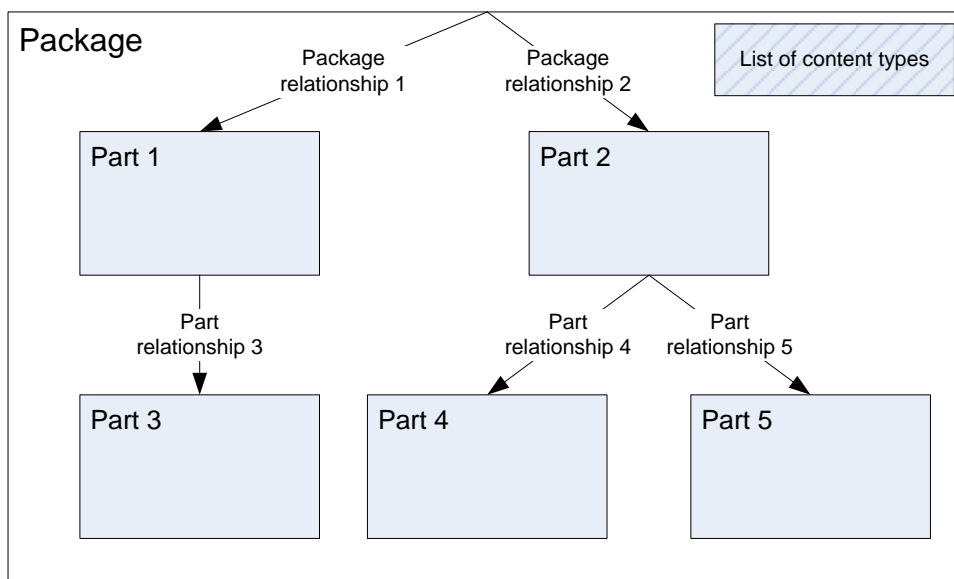 Package
Package
relationship 1
Package
relationship 2
List of content types
Part 1
Part 2
Part
relationship 3
Part
relationship 4
Part
relationship 5
Part 3
Part 4
Part 5